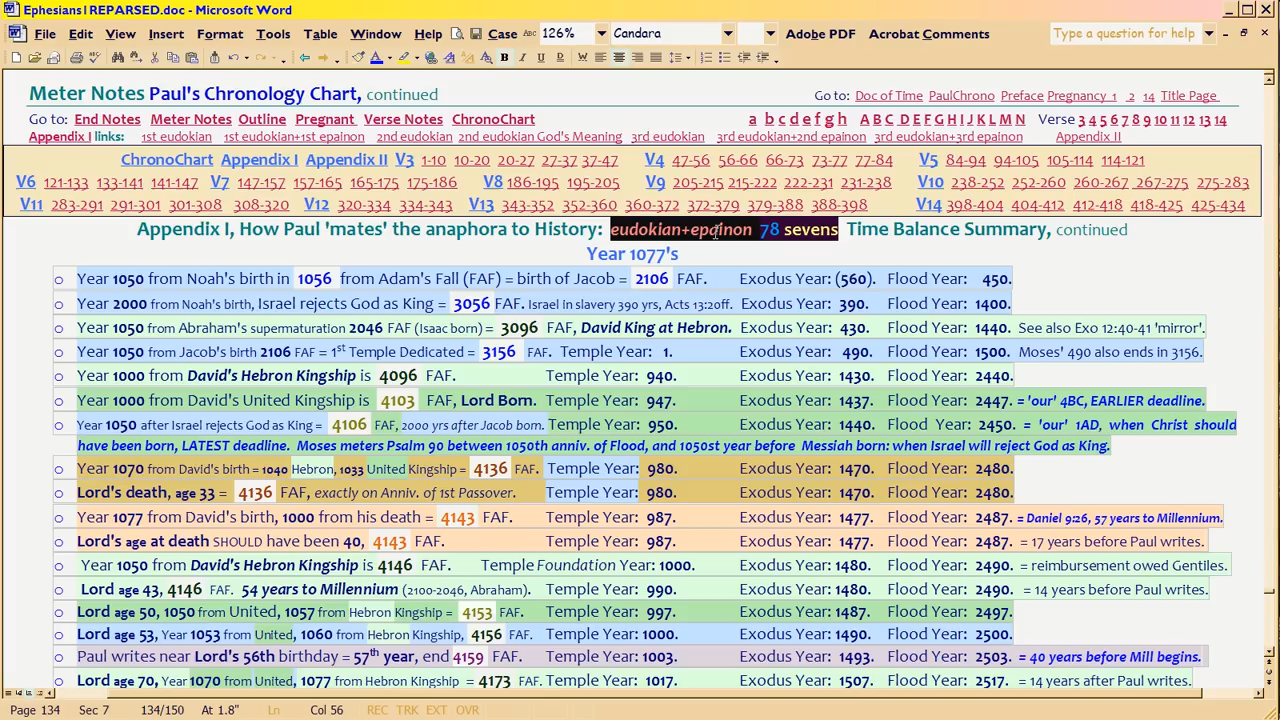 Ephesians1REPARSED.doc - Microsoft Word
File Edit View Insert Format Tools Table Window Help Case 126% Candara Adobe PDF Acrobat Comments Type a question for help
Meter Notes Paul's Chronology Chart, continued Go to: Doc of Time PaulChrono Preface Pregnancy 1 2 14 Title Page
Go to: End Notes Meter Notes Outline Pregnant Verse Notes ChronoChart a b c d e f g h A B C D E F G H I J K L M N Verse 3 4 5 6 7 8 9 10 11 12 13 14
Appendix I links: 1st eudokian 1st eudokian+1st epainon 2nd eudokian 2nd eudokian God's Meaning 3rd eudokian 3rd eudokian+2nd epainon 3rd eudokian+3rd epainon Appendix II
ChronoChart Appendix I Appendix II V3 1-10 10-20 20-27 27-37 37-47 V4 47-56 56-66 66-73 73-77 77-84 V5 84-94 94-105 105-114 114-121
V6 121-133 133-141 141-147 V7 147-157 157-165 165-175 175-186 V8 186-195 195-205 V9 205-215 215-222 222-231 231-238 V10 238-252 252-260 260-267 267-275 275-283
V11 283-291 291-301 301-308 308-320 V12 320-334 334-343 V13 343-352 352-360 360-372 372-379 379-388 388-398 V14 398-404 404-412 412-418 418-425 425-434
Appendix I, How Paul 'mates' the anaphora to History: eudokian+epainon 78 sevens Time Balance Summary, continued
Year 1077's
o Year 1050 from Noah's birth in 1056 from Adam's Fall (FAF) = birth of Jacob = 2106 FAF. Exodus Year: (560). Flood Year: 450.
o Year 2000 from Noah's birth, Israel rejects God as King = 3056 FAF. Israel in slavery 390 yrs, Acts 13:20ff. Exodus Year: 390. Flood Year: 1400.
o Year 1050 from Abraham's supermaturation 2046 FAF (Isaac born) = 3096 FAF, David King at Hebron. Exodus Year: 430. Flood Year: 1440. See also Exo 12:40-41 'mirror'.
o Year 1050 from Jacob's birth 2106 FAF = 1st Temple Dedicated = 3156 FAF. Temple Year: 1. Exodus Year: 490. Flood Year: 1500. Moses' 490 also ends in 3156.
o Year 1000 from David's Hebron Kingship is 4096 FAF. Temple Year: 940. Exodus Year: 1430. Flood Year: 2440.
o Year 1000 from David's United Kingship is 4103 FAF, Lord Born. Temple Year: 947. Exodus Year: 1437. Flood Year: 2447. = 'our' 4BC, EARLIER deadline.
o Year 1050 after Israel rejects God as King = 4106 FAF, 2000 yrs after Jacob born. Temple Year: 950. Exodus Year: 1440. Flood Year: 2450. = 'our' 1AD, when Christ should
have been born, LATEST deadline. Moses meters Psalm 90 between 1050th anniv. of Flood, and 1050st year before Messiah born: when Israel will reject God as King.
o Year 1070 from David's birth = 1040 Hebron, 1033 United Kingship = 4136 FAF. Temple Year: 980. Exodus Year: 1470. Flood Year: 2480.
o Lord's death, age 33 = 4136 FAF, exactly on Anniv. of 1st Passover. Temple Year: 980. Exodus Year: 1470. Flood Year: 2480.
o Year 1077 from David's birth, 1000 from his death = 4143 FAF. Temple Year: 987. Exodus Year: 1477. Flood Year: 2487. = Daniel 9:26, 57 years to Millennium.
o Lord's age at death SHOULD have been 40, 4143 FAF. Temple Year: 987. Exodus Year: 1477. Flood Year: 2487. = 17 years before Paul writes.
o Year 1050 from David's Hebron Kingship is 4146 FAF. Temple Foundation Year: 1000. Exodus Year: 1480. Flood Year: 2490. = reimbursement owed Gentiles.
o Lord age 43, 4146 FAF. 54 years to Millennium (2100-2046, Abraham). Temple Year: 990. Exodus Year: 1480. Flood Year: 2490. = 14 years before Paul writes.
o Lord age 50, 1050 from United, 1057 from Hebron Kingship = 4153 FAF. Temple Year: 997. Exodus Year: 1487. Flood Year: 2497.
o Lord age 53, Year 1053 from United, 1060 from Hebron Kingship, 4156 FAF. Temple Year: 1000. Exodus Year: 1490. Flood Year: 2500.
o Paul writes near Lord's 56th birthday = 57th year, end 4159 FAF. Temple Year: 1003. Exodus Year: 1493. Flood Year: 2503. = 40 years before Mill begins.
o Lord age 70, Year 1070 from United, 1077 from Hebron Kingship = 4173 FAF. Temple Year: 1017. Exodus Year: 1507. Flood Year: 2517. = 14 years after Paul writes.
Page 134 Sec 7 134/150 At 1.8" Ln Col 56 REC TRK EXT OVR